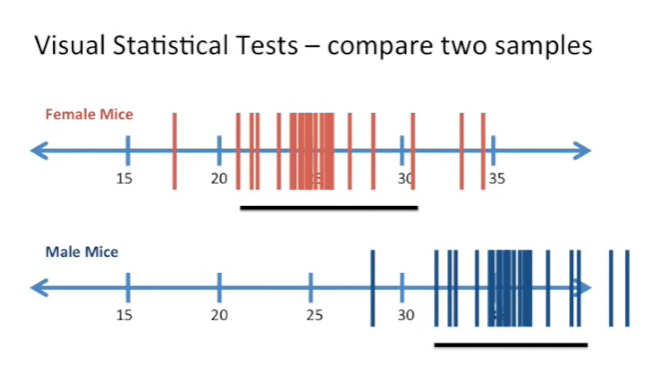 Visual Statistical Tests – compare two samples
Female Mice
15 20 30 35
Male Mice
15 20 25 30